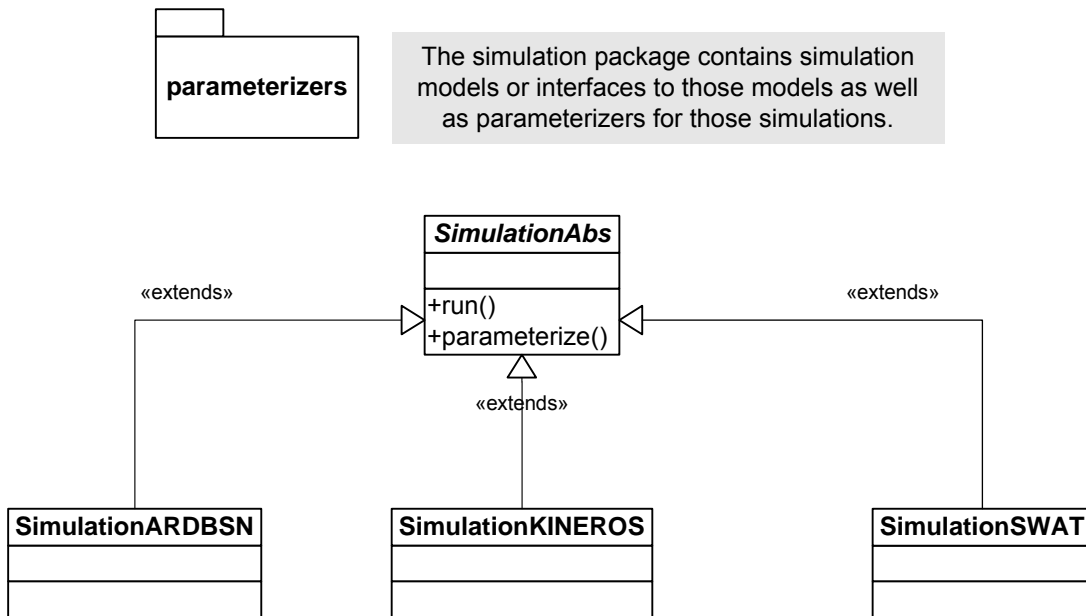 parameterizers
The simulation package contains simulation
models or interfaces to those models as well
as parameterizers for those simulations.
SimulationAbs
+run()
+parameterize()
«extends»
«extends»
«extends»
SimulationARDBSN
SimulationKINEROS
SimulationSWAT